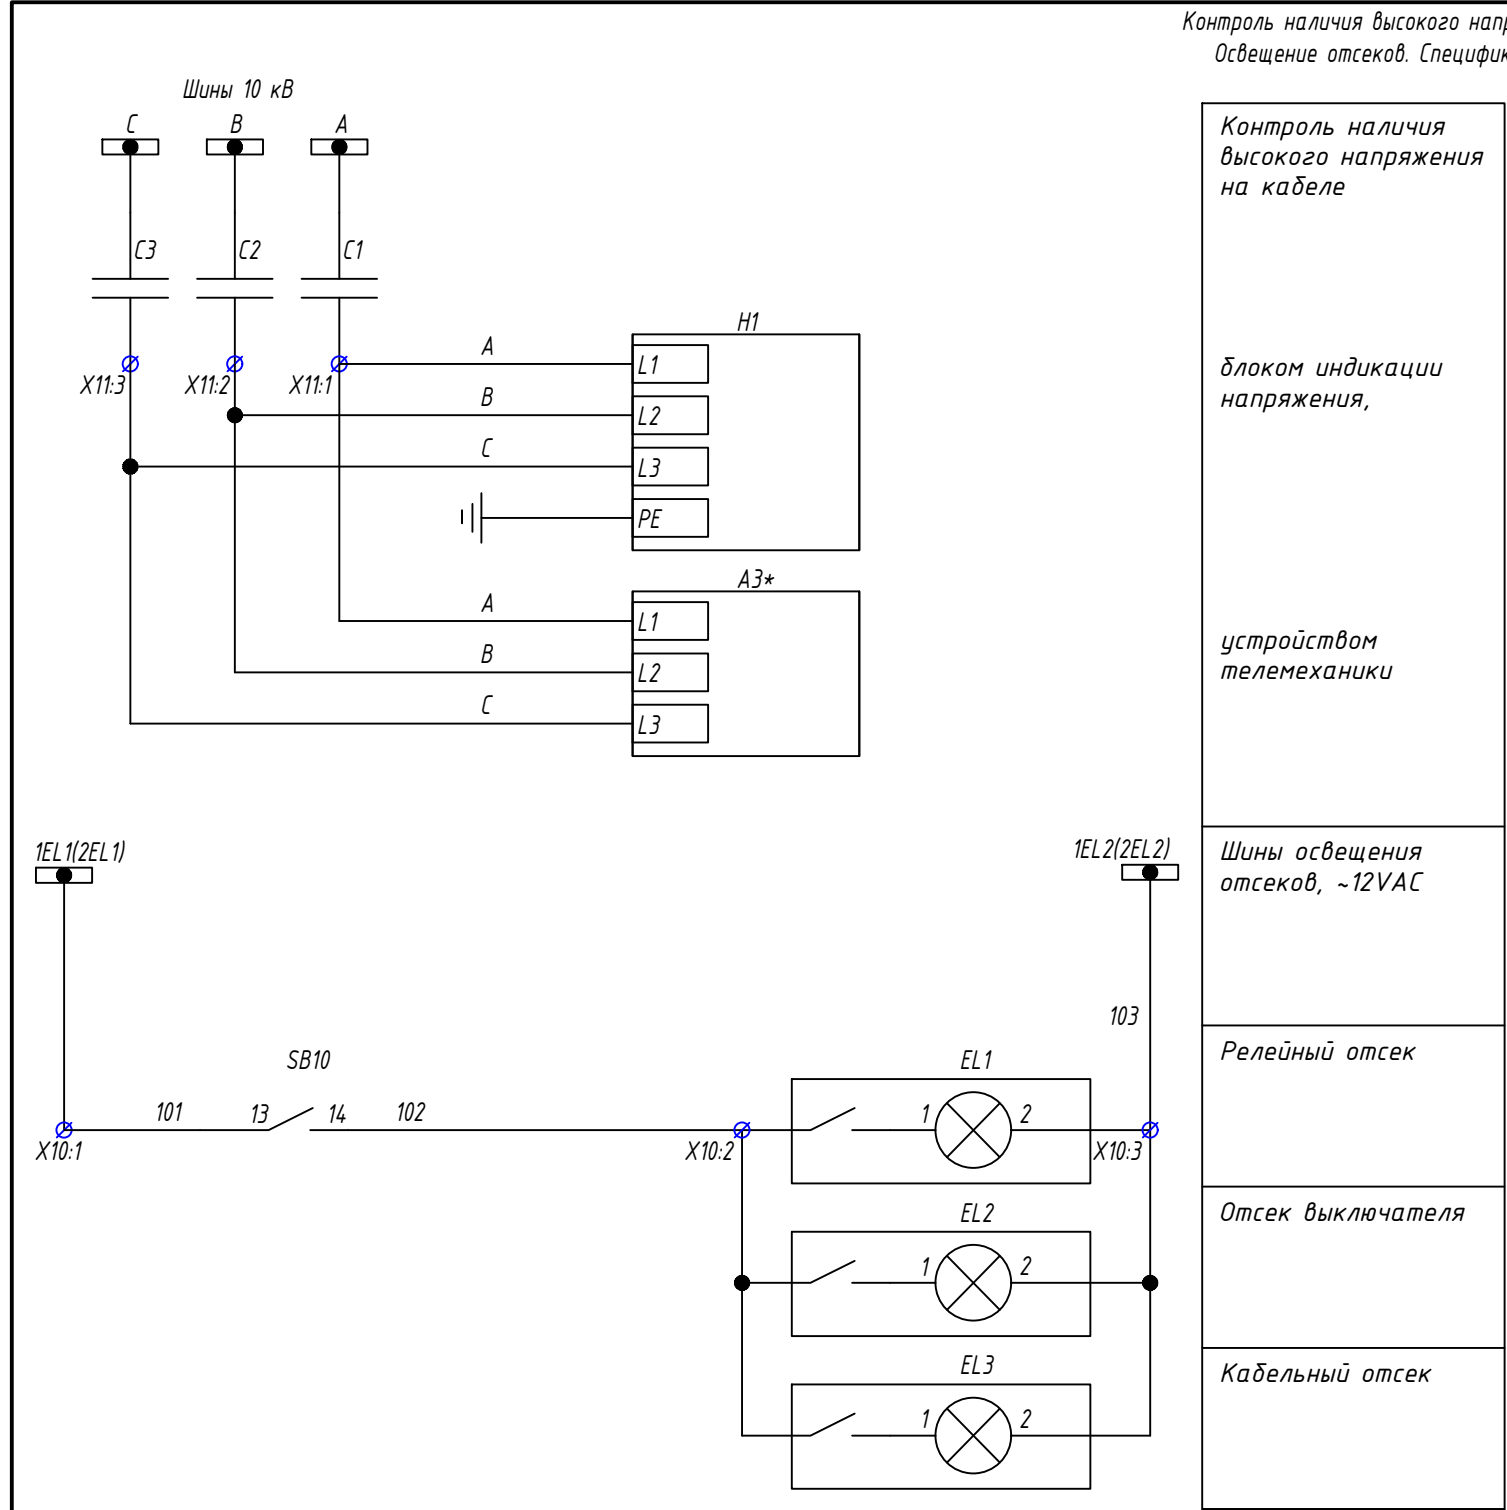 Контроль наличия высокого
Освещение отсеков.
Шины 10 кВ
C B A
C3 C2 C1
X11:3 X11:2 X11:1
H1
A L1
B L2
C L3
PE
A3*
A L1
B L2
C L3
Контроль наличия
высокого напряжения
на кабеле
блоком индикации
напряжения,
устройством
телемеханики
1EL1(2EL1)
1EL2(2EL2)
Шины освещения
отсеков, ~12VAC
103
SB10
EL1
Релейный отсек
101 13 14 102 1 2
X10:1 X10:2 X10:3
EL2
Отсек выключателя
1 2
EL3
Кабельный отсек
1 2